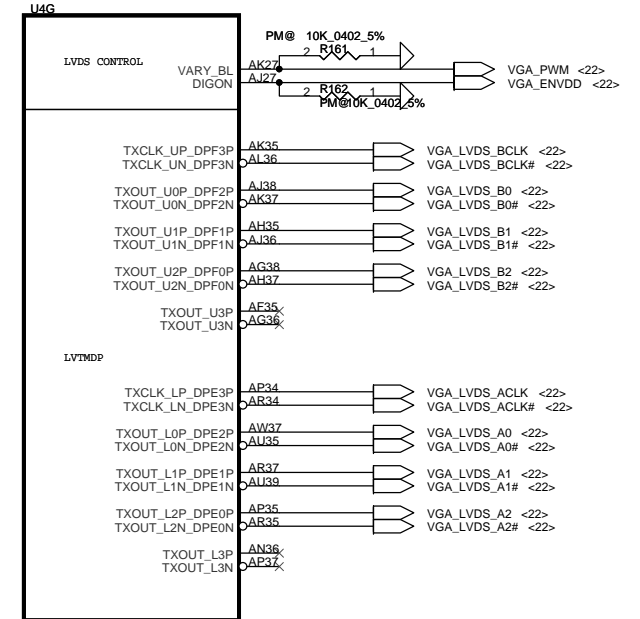 U4G
PM@ 10K_0402_5%
2 R161 1
LVDS CONTROL
VARY_BL AK27 VGA_PWM <22>
DIGON AJ27 VGA_ENVDD <22>
2 R162 1
PM@10K_0402_5%
TXCLK_UP_DPF3P AK35 VGA_LVDS_BCLK <22>
TXCLK_UN_DPF3N AL36 VGA_LVDS_BCLK# <22>
TXOUT_U0P_DPF2P AJ38 VGA_LVDS_B0 <22>
TXOUT_U0N_DPF2N AK37 VGA_LVDS_B0# <22>
TXOUT_U1P_DPF1P AH35 VGA_LVDS_B1 <22>
TXOUT_U1N_DPF1N AJ36 VGA_LVDS_B1# <22>
TXOUT_U2P_DPF0P AG38 VGA_LVDS_B2 <22>
TXOUT_U2N_DPF0N AH37 VGA_LVDS_B2# <22>
TXOUT_U3P AF35
TXOUT_U3N AG36
LVTMDP
TXCLK_LP_DPE3P AP34 VGA_LVDS_ACLK <22>
TXCLK_LN_DPE3N AR34 VGA_LVDS_ACLK# <22>
TXOUT_L0P_DPE2P AW37 VGA_LVDS_A0 <22>
TXOUT_L0N_DPE2N AU35 VGA_LVDS_A0# <22>
TXOUT_L1P_DPE1P AR37 VGA_LVDS_A1 <22>
TXOUT_L1N_DPE1N AU39 VGA_LVDS_A1# <22>
TXOUT_L2P_DPE0P AP35 VGA_LVDS_A2 <22>
TXOUT_L2N_DPE0N AR35 VGA_LVDS_A2# <22>
TXOUT_L3P AN36
TXOUT_L3N AP37